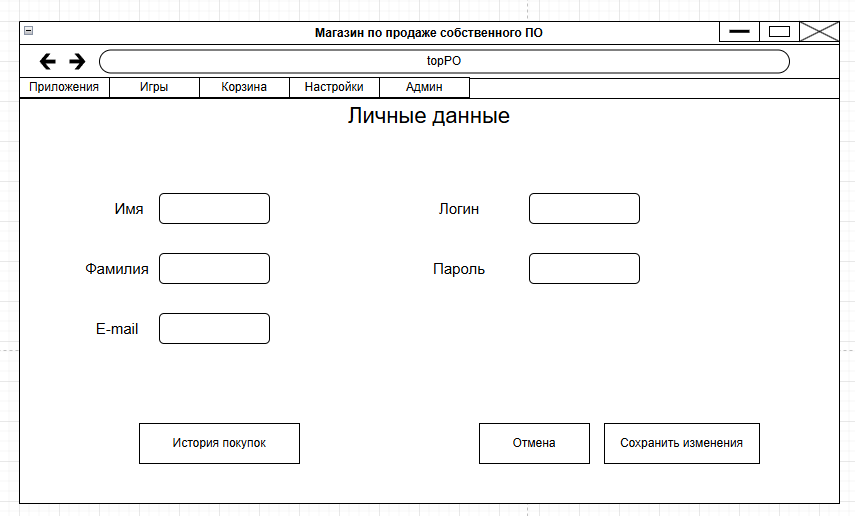 Магазин по продаже собственного ПО
topPO
Приложения Игры Корзина Настройки Админ
Личные данные
Имя Логин
Фамилия Пароль
E-mail
История покупок Отмена Сохранить изменения